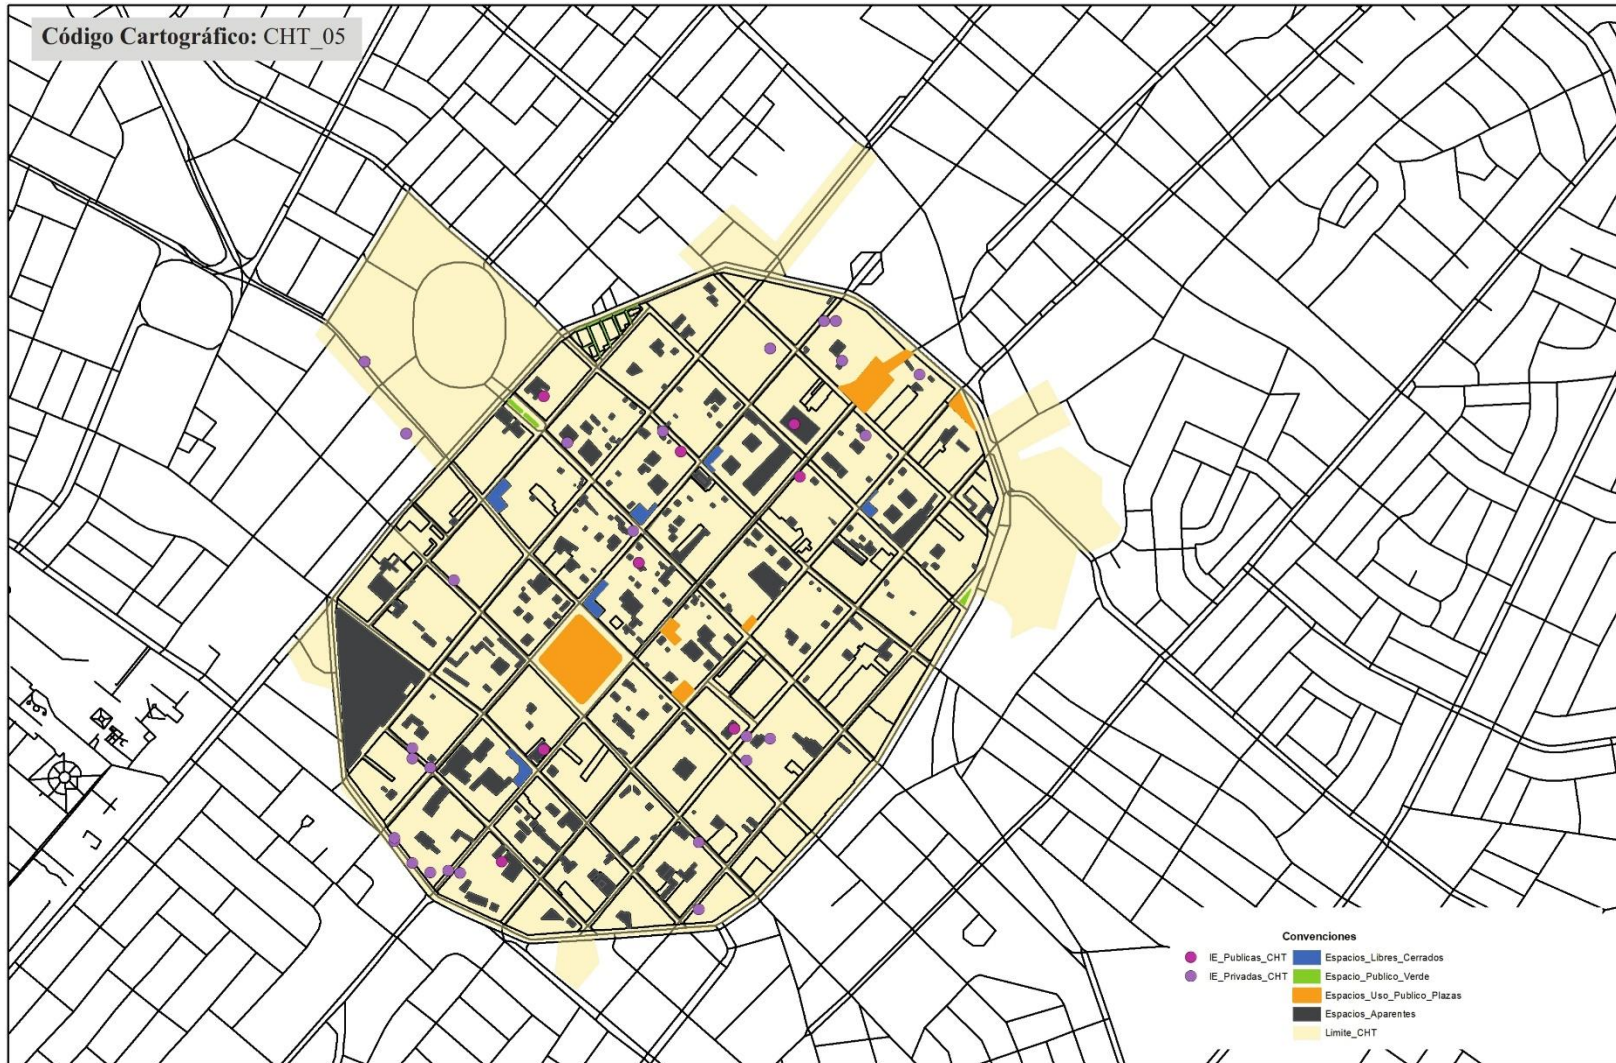 Código Cartográfico: CHT_05
Convenciones
IE_Publicas_CHT
IE_Privadas_CHT
Espacios_Libres_Cerrados
Espacio_Publico_Verde
Espacios_Uso_Publico_Plazas
Espacios_Aparentes
Limite_CHT